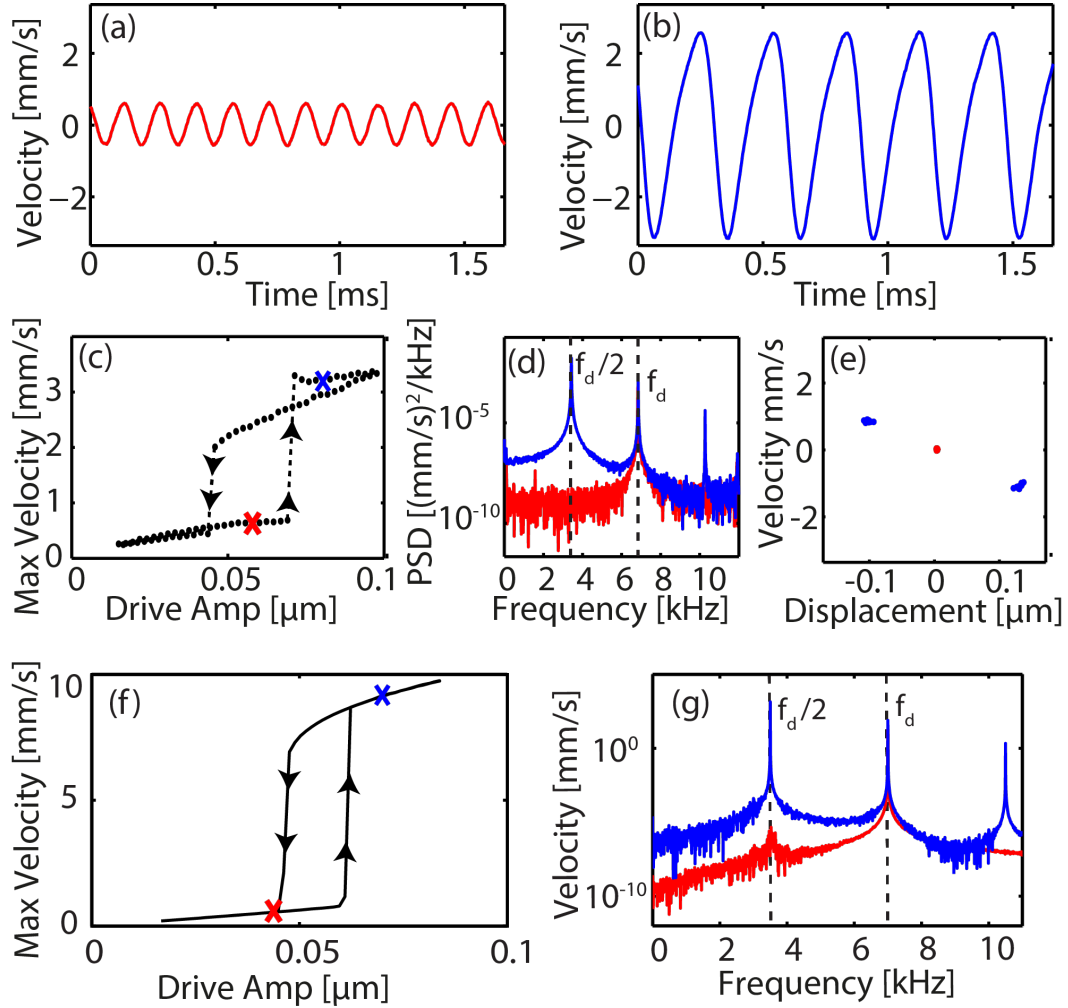 (a)
Velocity [mm/s]
2
0
−2
0 0.5 1 1.5
Time [ms]
(b)
Velocity [mm/s]
2
0
−2
0 0.5 1 1.5
Time [ms]
(c)
Max Velocity [mm/s]
3
2
1
0
0 0.05 0.1
Drive Amp [μm]
(d)
f_d/2
f_d
PSD [(mm/s)²/kHz]
10⁻⁵
10⁻¹⁰
0 2 4 6 8 10
Frequency [kHz]
(e)
Velocity mm/s
2
0
-2
-0.1 0 0.1
Displacement [μm]
(f)
Max Velocity [mm/s]
10
5
0
0 0.05 0.1
Drive Amp [μm]
(g)
f_d/2
f_d
Velocity [mm/s]
10⁰
10⁻¹⁰
0 2 4 6 8 10
Frequency [kHz]